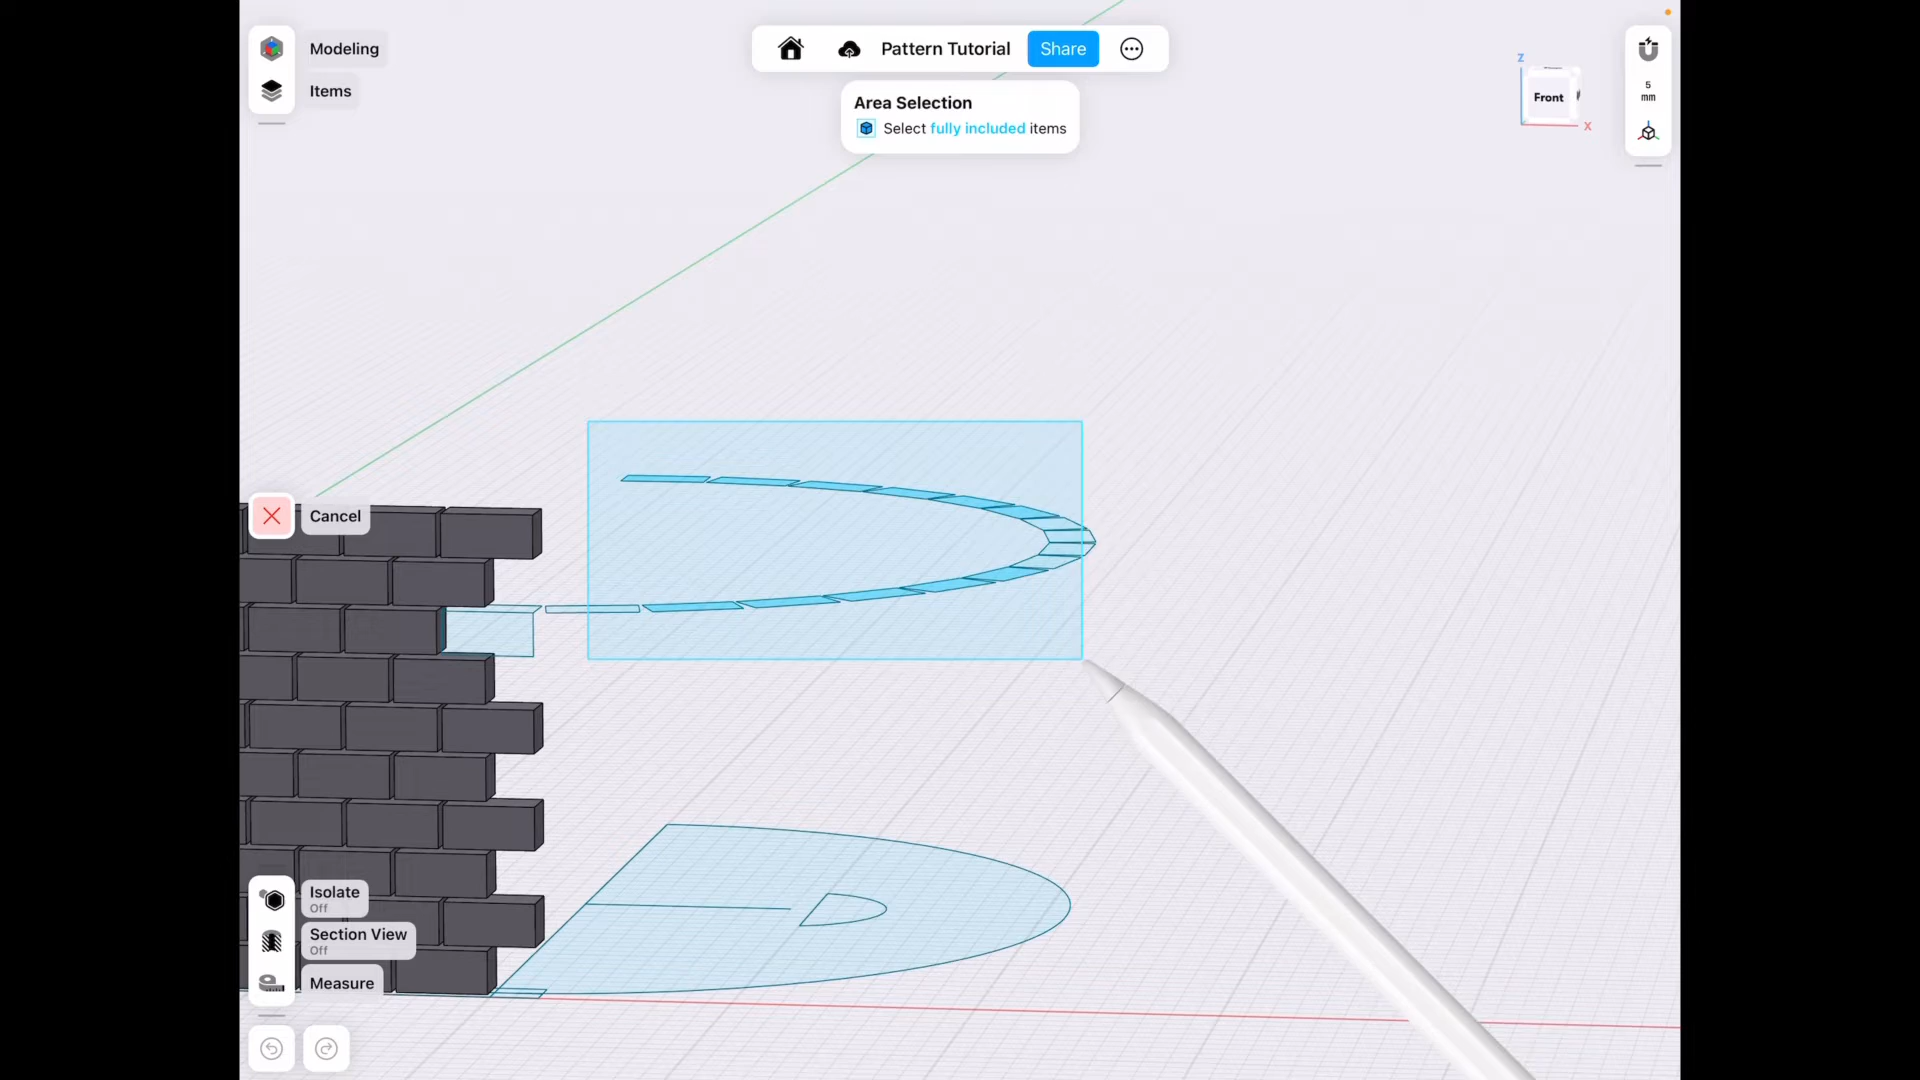 Modeling
Items
Pattern Tutorial
Share
Area Selection
Select fully included items
Z
Front
X
5
mm
Cancel
Isolate
Off
Section View
Off
Measure